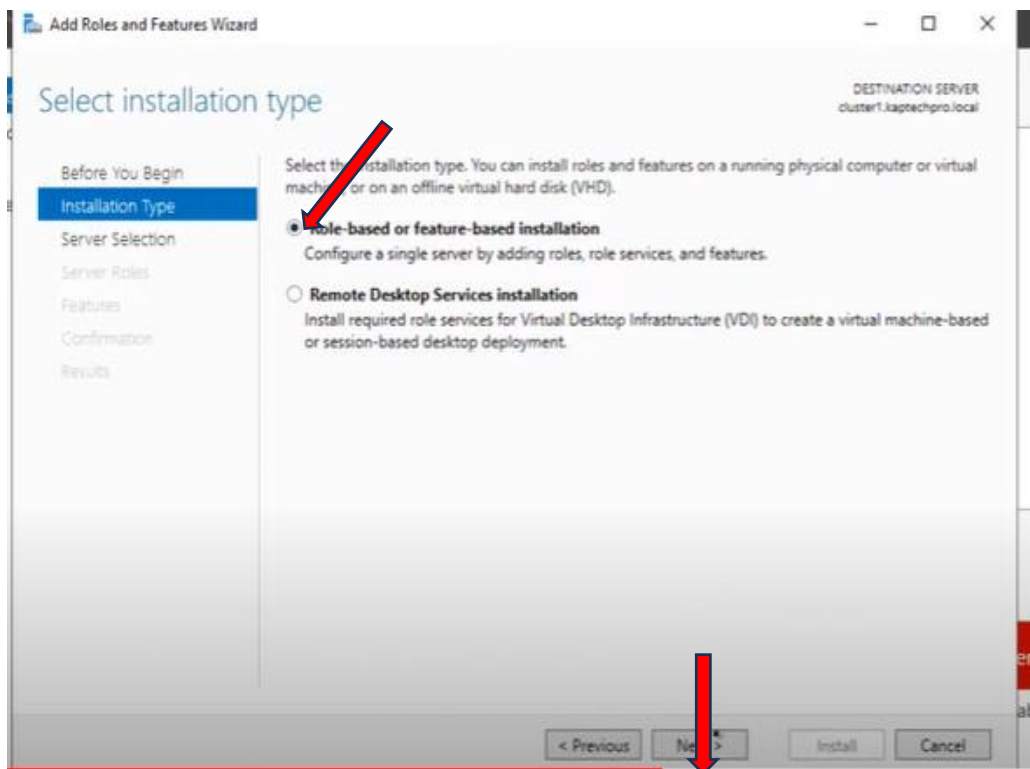 Add Roles and Features Wizard
Select installation type
DESTINATION SERVER
cluster1.kaptechpro.local
Before You Begin
Installation Type
Server Selection
Server Roles
Features
Confirmation
Results
Select the installation type. You can install roles and features on a running physical computer or virtual
machine, or on an offline virtual hard disk (VHD).
Role-based or feature-based installation
Configure a single server by adding roles, role services, and features.
Remote Desktop Services installation
Install required role services for Virtual Desktop Infrastructure (VDI) to create a virtual machine-based
or session-based desktop deployment.
< Previous
Next >
Install
Cancel